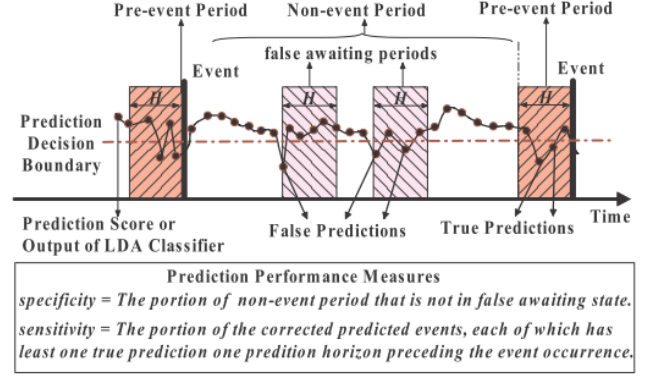 Pre-event Period
Non-event Period
Pre-event Period
false awaiting periods
Event
Event
H
H
H
H
Prediction
Decision
Boundary
Time
Prediction Score or
Output of LDA Classifier
False Predictions
True Predictions
Prediction Performance Measures
specificity = The portion of non-event period that is not in false awaiting state.
sensitivity = The portion of the corrected predicted events, each of which has
least one true prediction one predition horizon preceding the event occurrence.